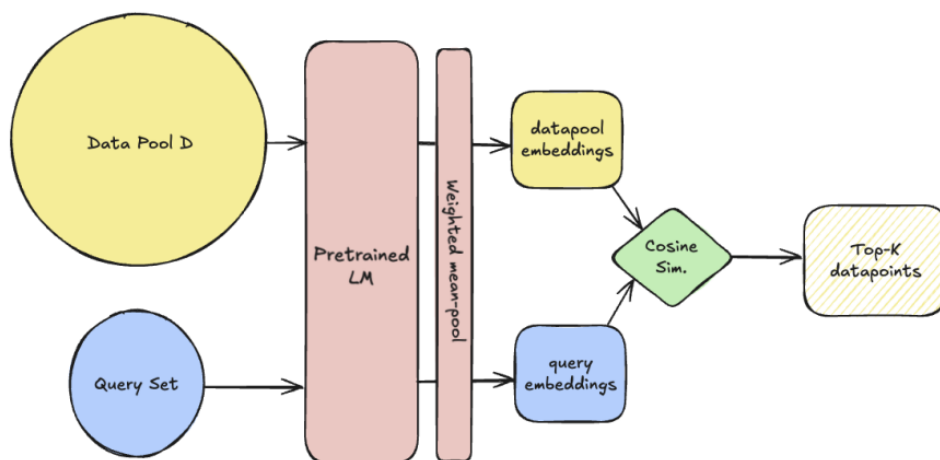 Data Pool D
Query Set
Pretrained
LM
Weighted mean-pool
datapool
embeddings
query
embeddings
Cosine
Sim.
Top-K
datapoints